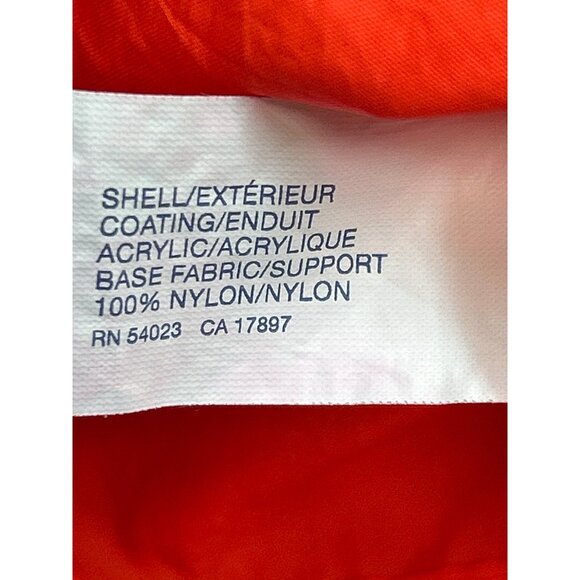 SHELL/EXTÉRIEUR
COATING/ENDUIT
ACRYLIC/ACRYLIQUE
BASE FABRIC/SUPPORT
100% NYLON/NYLON
RN 54023 CA 17897